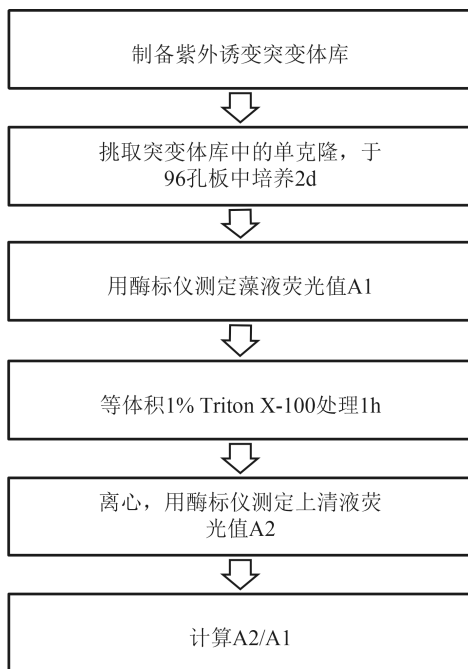 制备紫外诱变突变体库
挑取突变体库中的单克隆，于
96孔板中培养2d
用酶标仪测定藻液荧光值A1
等体积1% Triton X-100处理1h
离心，用酶标仪测定上清液荧
光值A2
计算A2/A1